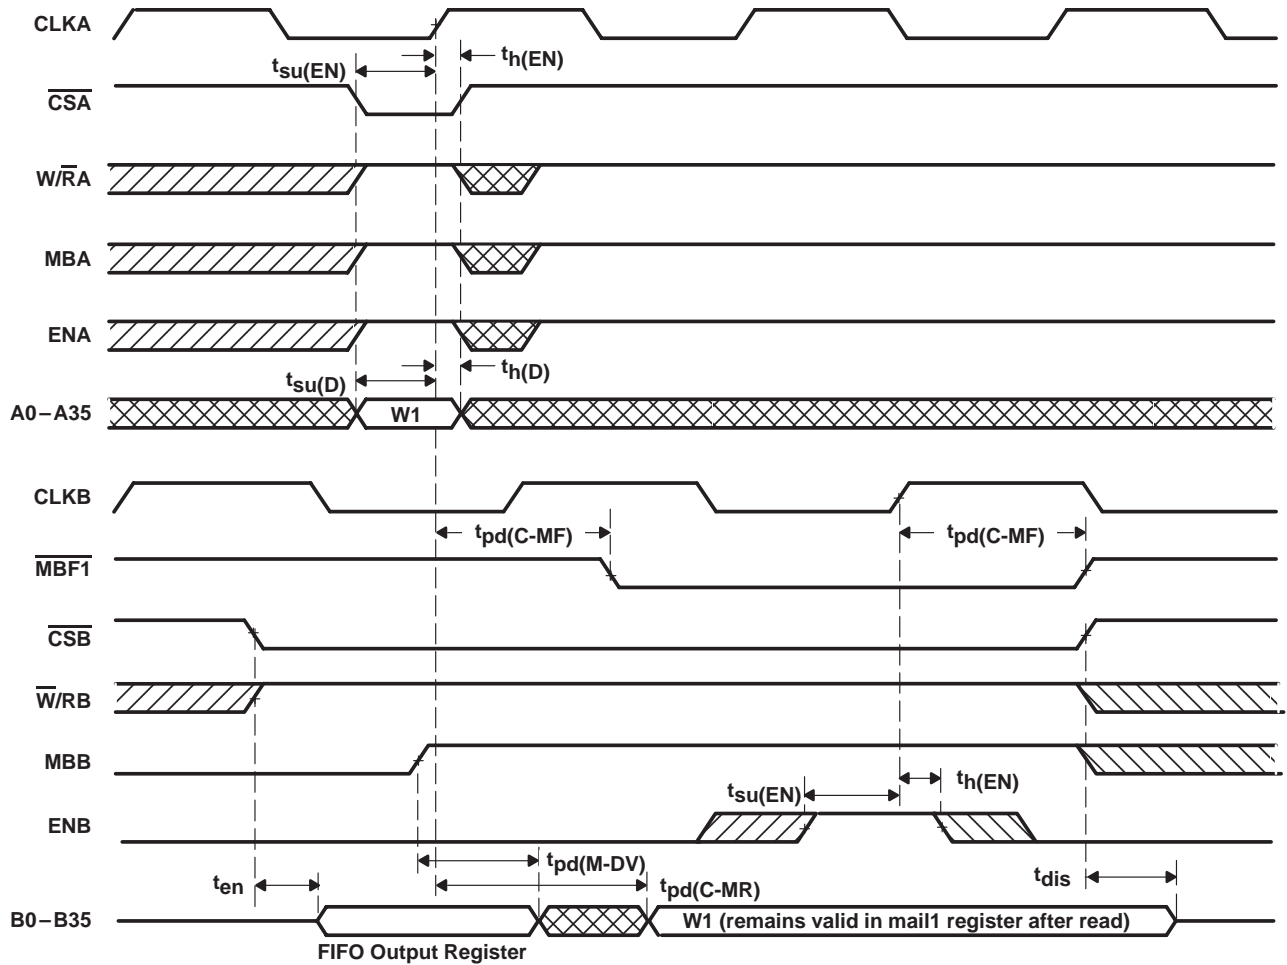 CLKA
tsu(EN)
th(EN)
CSA
W/RA
MBA
ENA
tsu(D)
th(D)
A0–A35
W1
CLKB
tpd(C-MF)
tpd(C-MF)
MBF1
CSB
W/RB
MBB
tsu(EN)
th(EN)
ENB
ten
tpd(M-DV)
tpd(C-MR)
tdis
B0–B35
W1 (remains valid in mail1 register after read)
FIFO Output Register